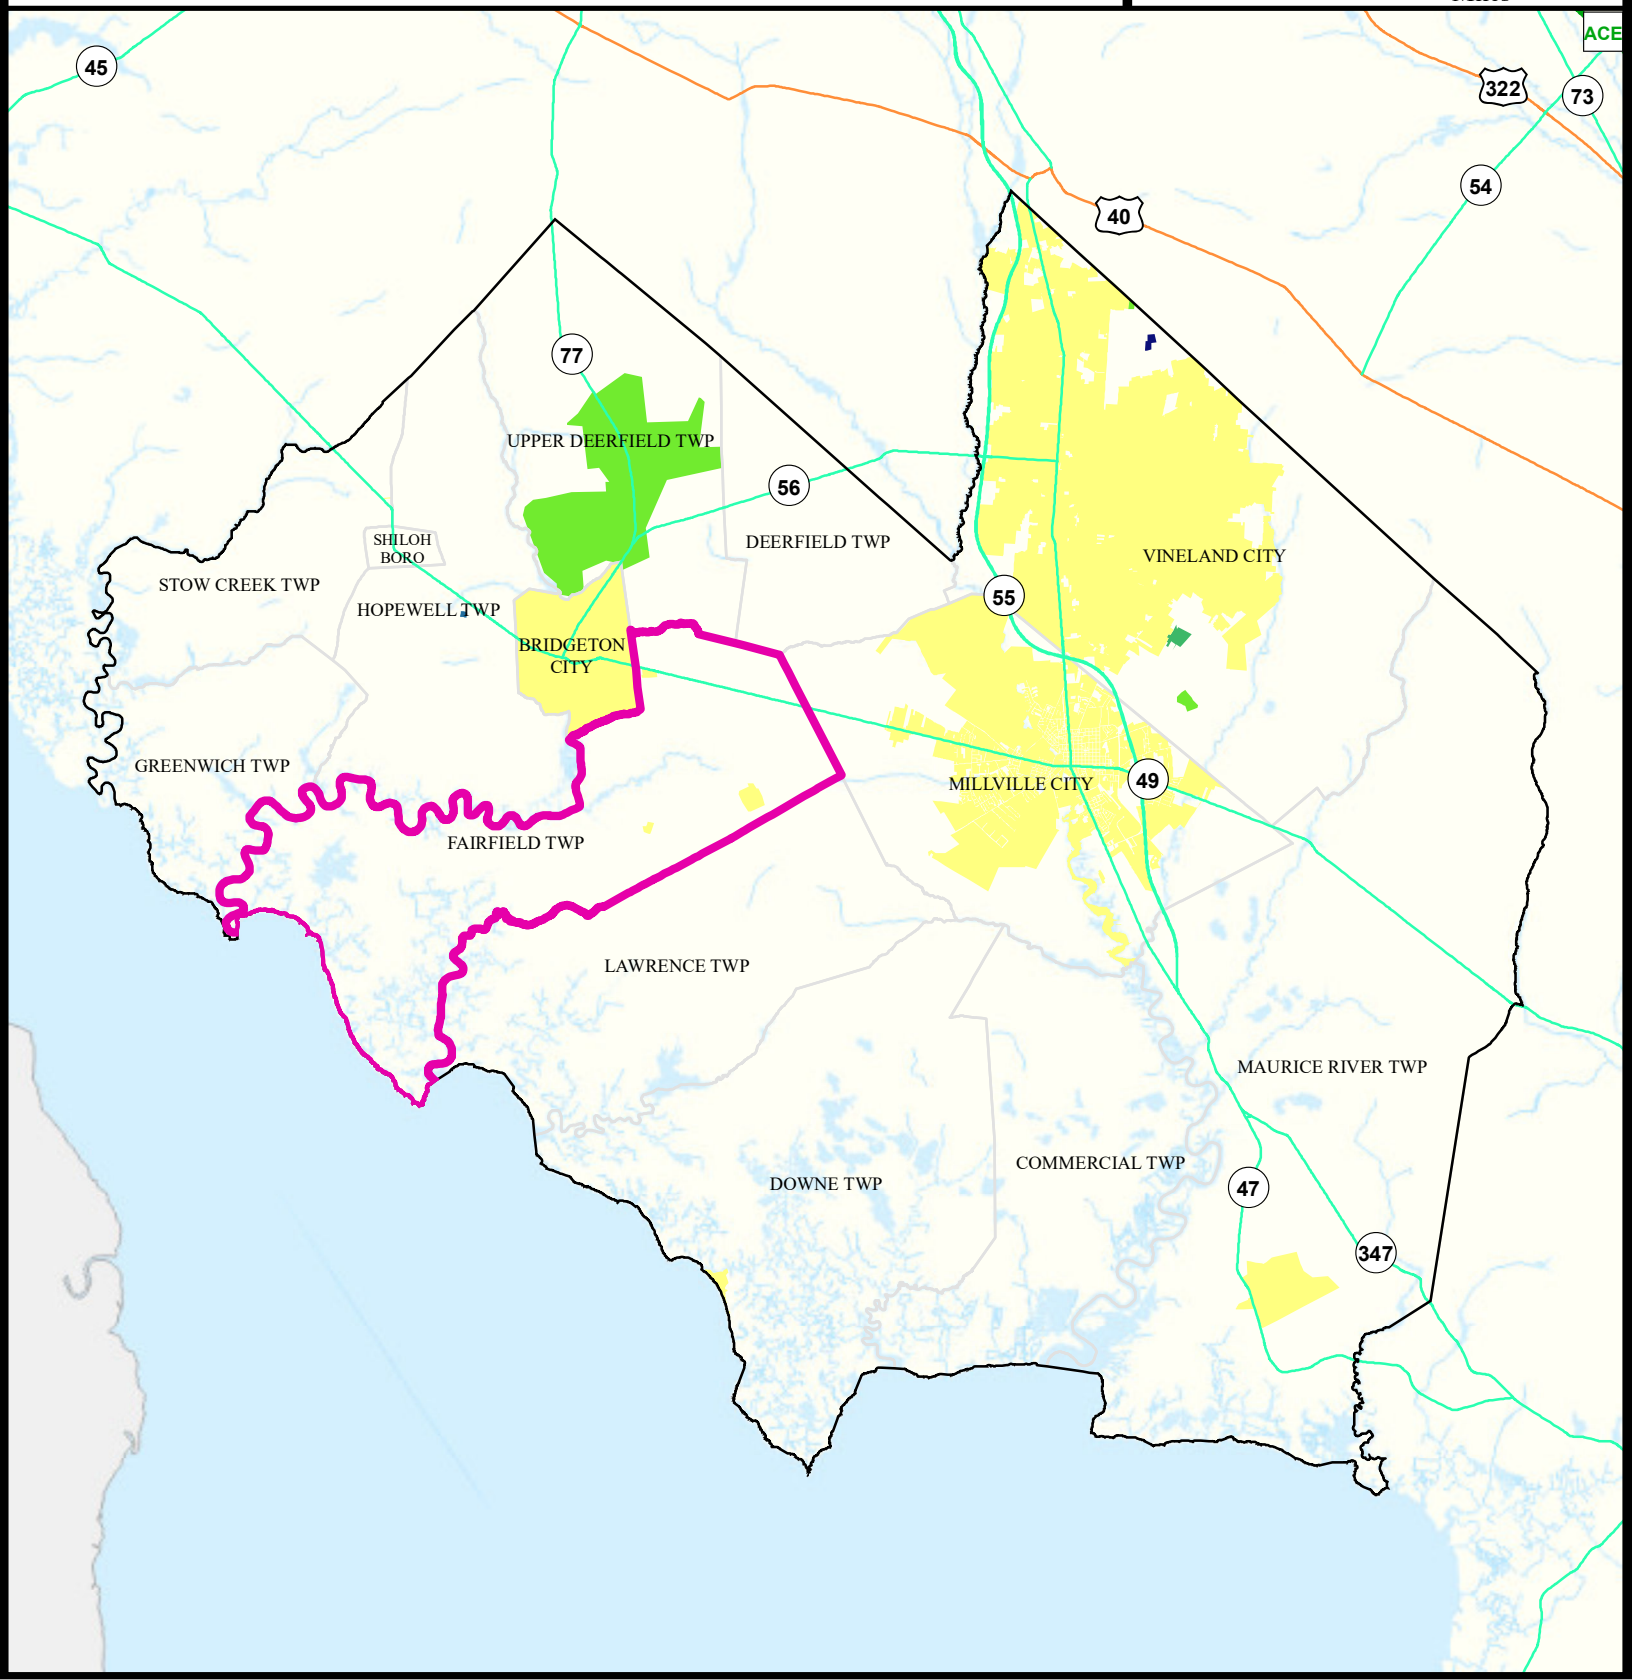 ACE
45
322
73
54
40
77
UPPER DEERFIELD TWP
56
DEERFIELD TWP
SHILOH
BORO
VINELAND CITY
STOW CREEK TWP
55
HOPEWELL TWP
BRIDGETON
CITY
GREENWICH TWP
MILLVILLE CITY
49
FAIRFIELD TWP
LAWRENCE TWP
MAURICE RIVER TWP
COMMERCIAL TWP
DOWNE TWP
47
347